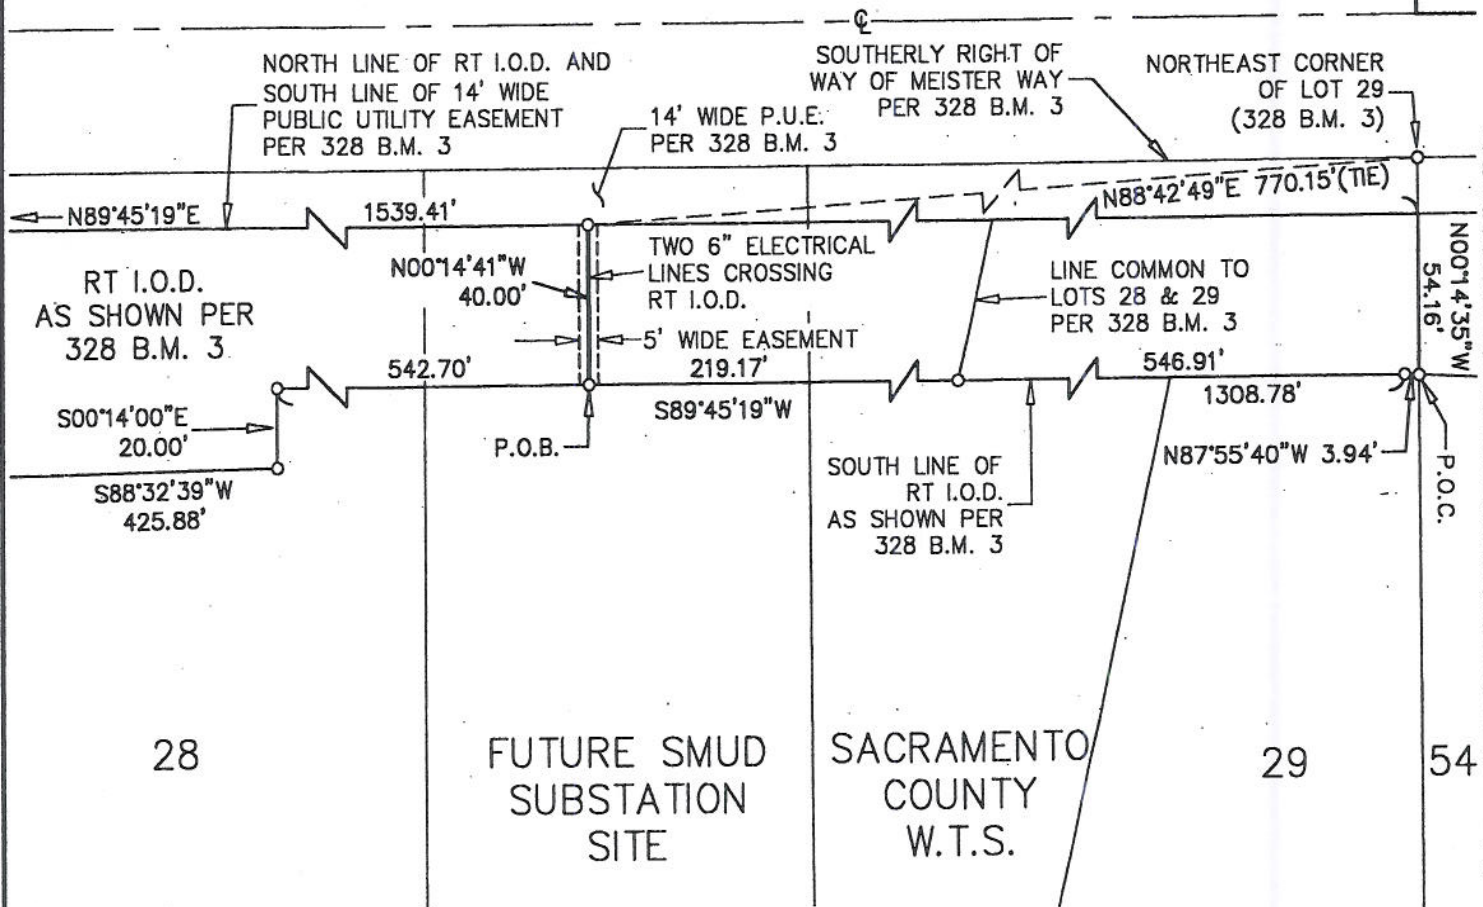 ℄
NORTH LINE OF RT I.O.D. AND
SOUTH LINE OF 14' WIDE
PUBLIC UTILITY EASEMENT
PER 328 B.M. 3
14' WIDE P.U.E.
PER 328 B.M. 3
SOUTHERLY RIGHT OF
WAY OF MEISTER WAY
PER 328 B.M. 3
NORTHEAST CORNER
OF LOT 29
(328 B.M. 3)
N88°42'49"E 770.15'(TIE)
N89°45'19"E
1539.41'
RT I.O.D.
AS SHOWN PER
328 B.M. 3
N00°14'41"W
40.00'
TWO 6" ELECTRICAL
LINES CROSSING
RT I.O.D.
5' WIDE EASEMENT
LINE COMMON TO
LOTS 28 & 29
PER 328 B.M. 3
N00°14'35"W
54.16'
542.70'
219.17'
546.91'
S89°45'19"W
1308.78'
S00°14'00"E
20.00'
P.O.B.
N87°55'40"W 3.94'
P.O.C.
S88°32'39"W
425.88'
SOUTH LINE OF
RT I.O.D.
AS SHOWN PER
328 B.M. 3
28
FUTURE SMUD
SUBSTATION
SITE
SACRAMENTO
COUNTY
W.T.S.
29
54